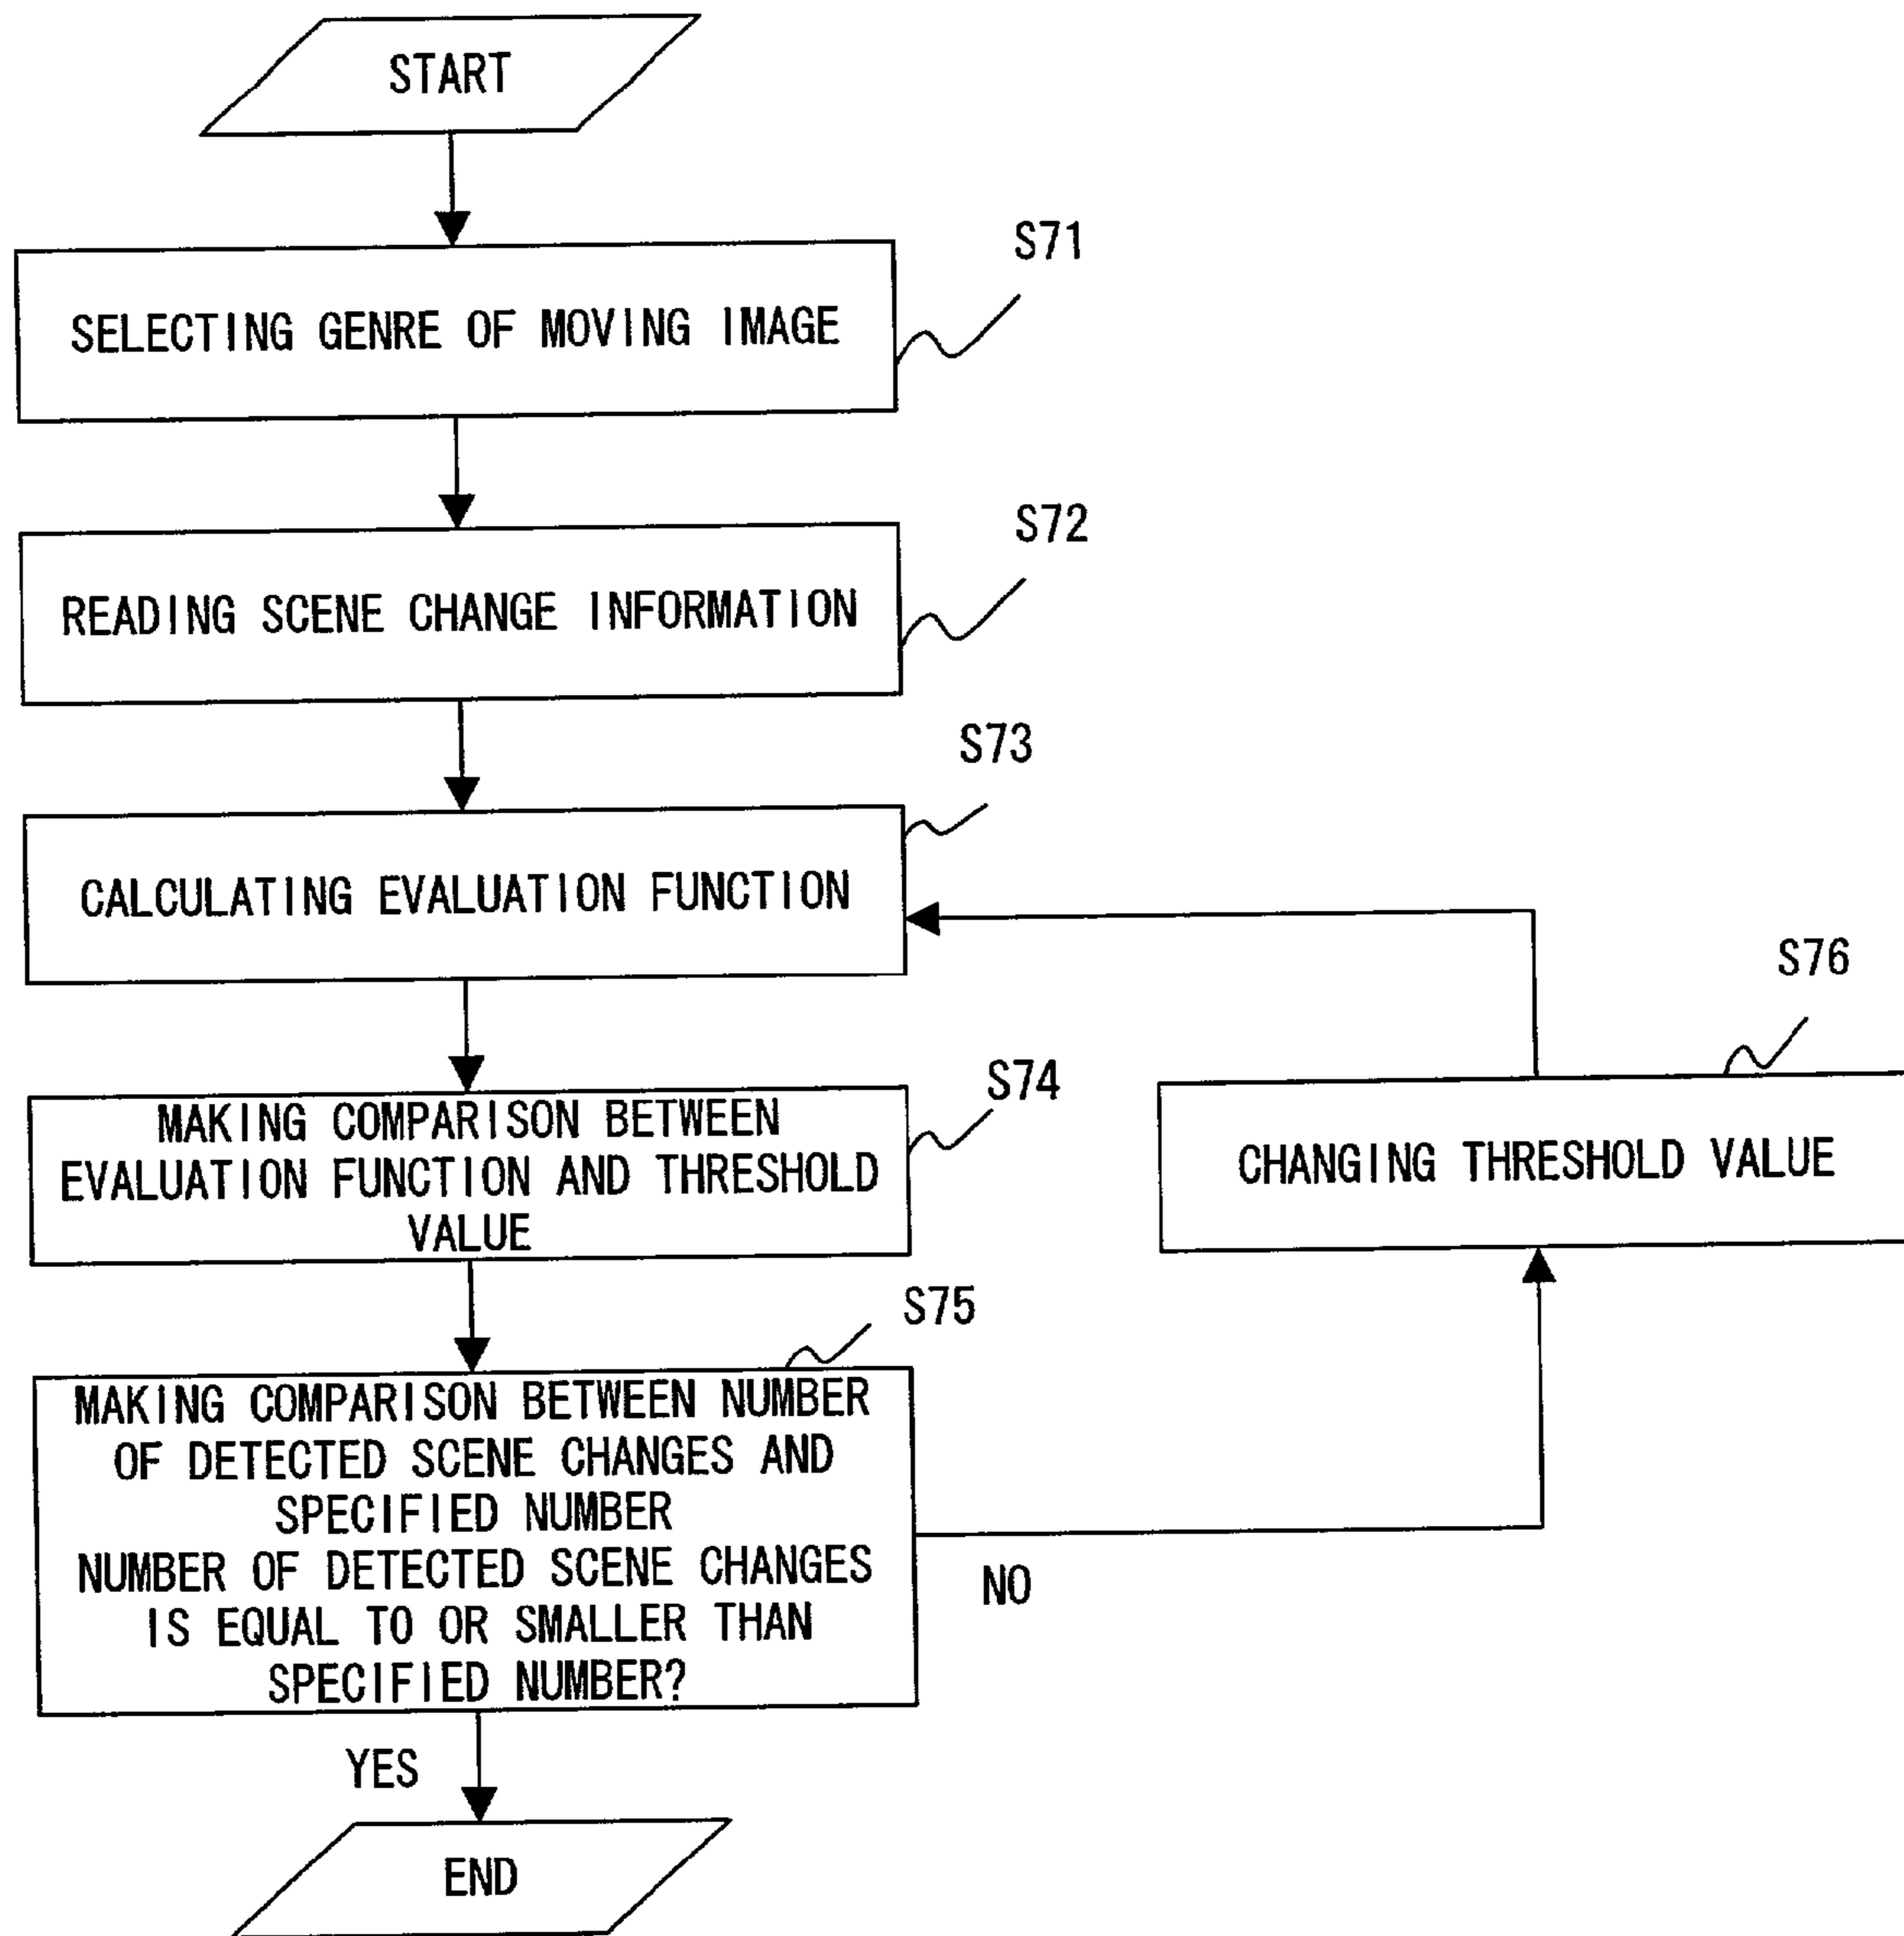 START
S71
SELECTING GENRE OF MOVING IMAGE
S72
READING SCENE CHANGE INFORMATION
S73
CALCULATING EVALUATION FUNCTION
S74
MAKING COMPARISON BETWEEN
EVALUATION FUNCTION AND THRESHOLD
VALUE
S76
CHANGING THRESHOLD VALUE
S75
MAKING COMPARISON BETWEEN NUMBER
OF DETECTED SCENE CHANGES AND
SPECIFIED NUMBER
NUMBER OF DETECTED SCENE CHANGES
IS EQUAL TO OR SMALLER THAN
SPECIFIED NUMBER?
NO
YES
END